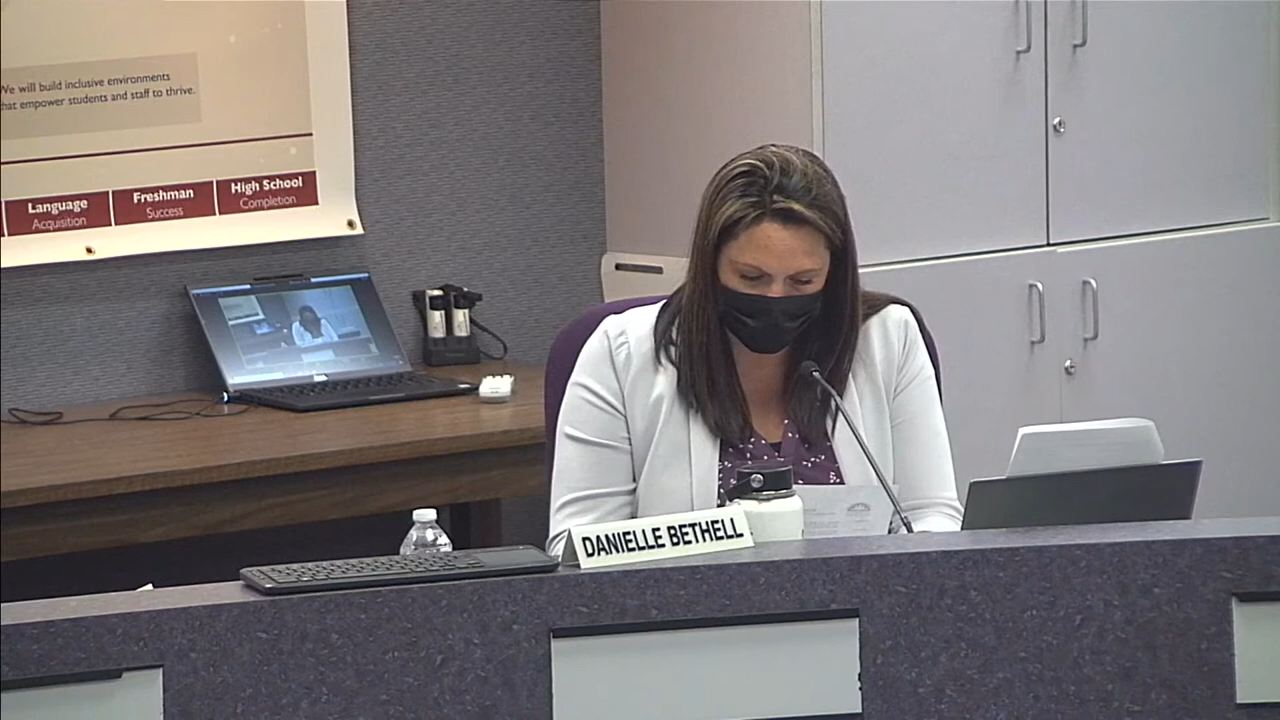 We will build inclusive environments
that empower students and staff to thrive.
Language
Acquisition
Freshman
Success
High School
Completion
DANIELLE BETHELL